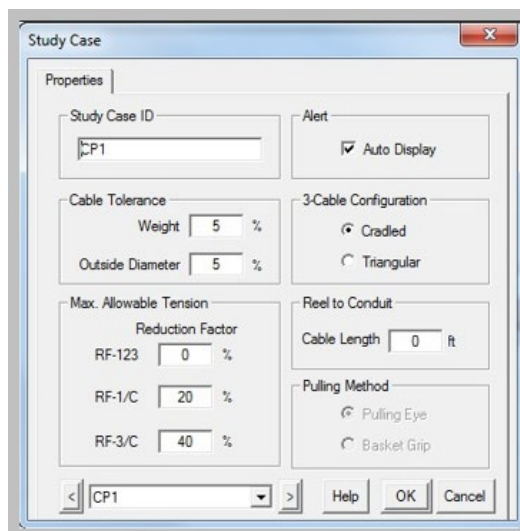 Study Case
Properties
Study Case ID
CP1
Alert
Auto Display
Cable Tolerance
Weight 5 %
Outside Diameter 5 %
3-Cable Configuration
Cradled
Triangular
Max. Allowable Tension
Reduction Factor
RF-123 0 %
RF-1/C 20 %
RF-3/C 40 %
Reel to Conduit
Cable Length 0 ft
Pulling Method
Pulling Eye
Basket Grip
< CP1 > Help OK Cancel